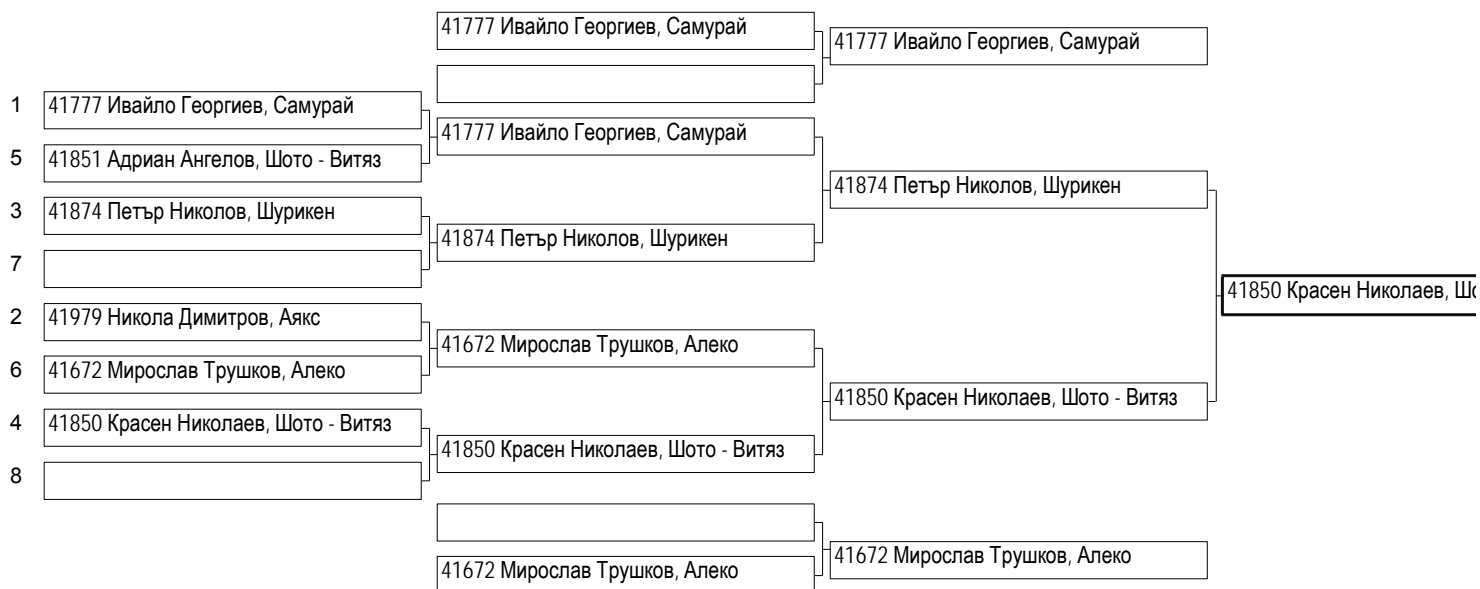 41777 Ивайло Георгиев, Самурай
41777 Ивайло Георгиев, Самурай
1 41777 Ивайло Георгиев, Самурай
41777 Ивайло Георгиев, Самурай
5 41851 Адриан Ангелов, Шото - Витяз
41874 Петър Николов, Шурикен
3 41874 Петър Николов, Шурикен
41874 Петър Николов, Шурикен
7
41850 Красен Николаев,
2 41979 Никола Димитров, Аякс
41672 Мирослав Трушков, Алеко
6 41672 Мирослав Трушков, Алеко
41850 Красен Николаев, Шото - Витяз
4 41850 Красен Николаев, Шото - Витяз
41850 Красен Николаев, Шото - Витяз
8
41672 Мирослав Трушков, Алеко
41672 Мирослав Трушков, Алеко